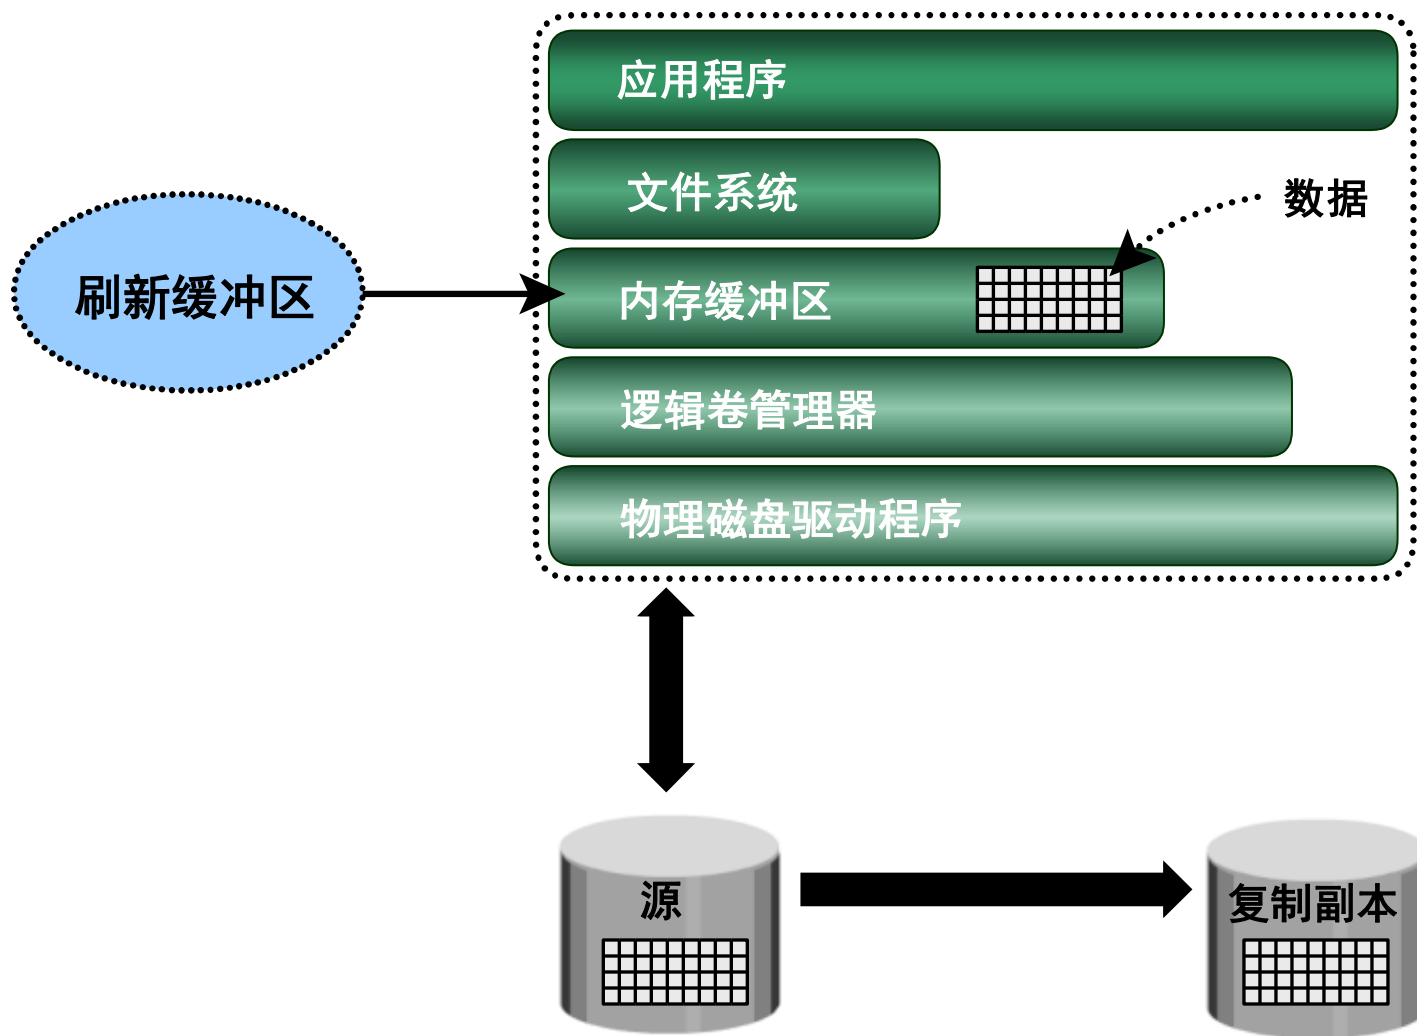 应用程序
文件系统
数据
刷新缓冲区
内存缓冲区
逻辑卷管理器
物理磁盘驱动程序
源
复制副本